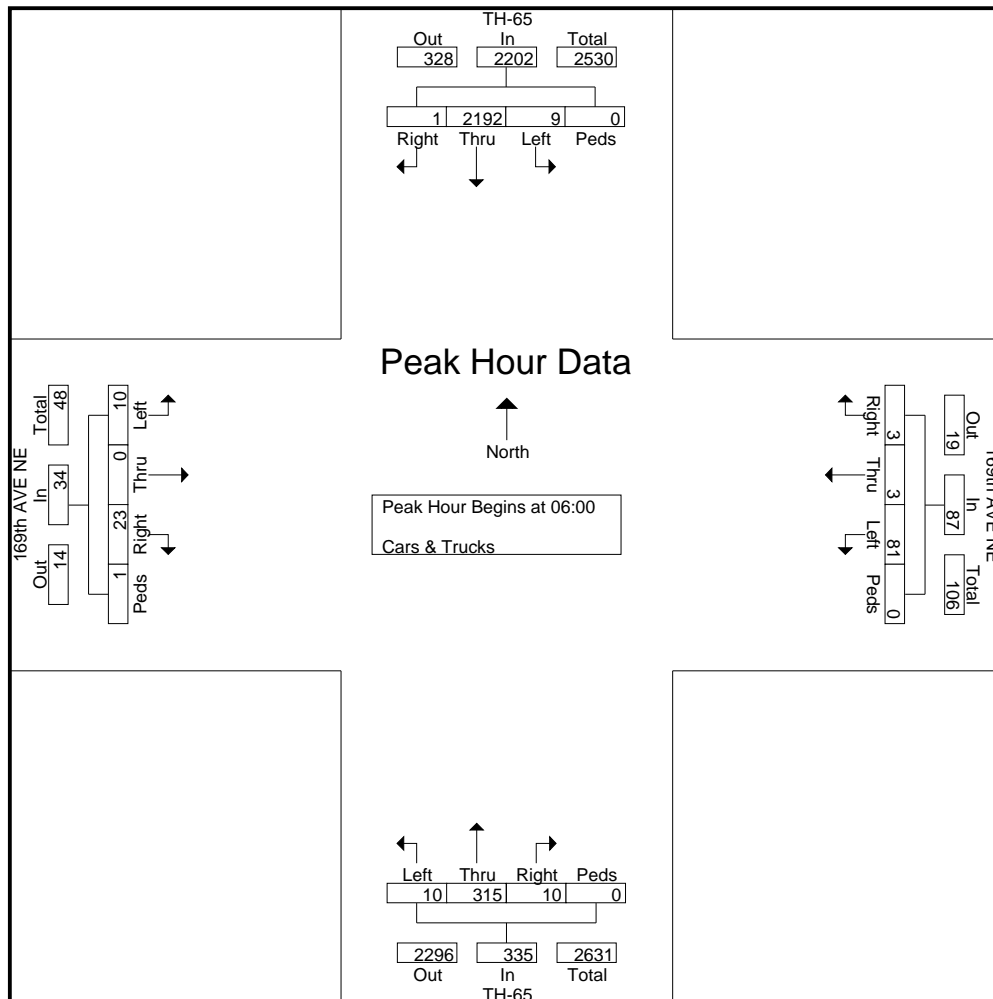 TH-65
Out In Total
328 2202 2530
1 2192 9 0
Right Thru Left Peds
Peak Hour Data
North
Peak Hour Begins at 06:00
Cars & Trucks
169th AVE NE
Total In Out
48 34 14
10 0 23 1
Left Thru Right Peds
Right Thru Left Peds
3 3 81 0
Out In Total
19 87 106
169th AVE NE
Left Thru Right Peds
10 315 10 0
2296 335 2631
Out In Total
TH-65